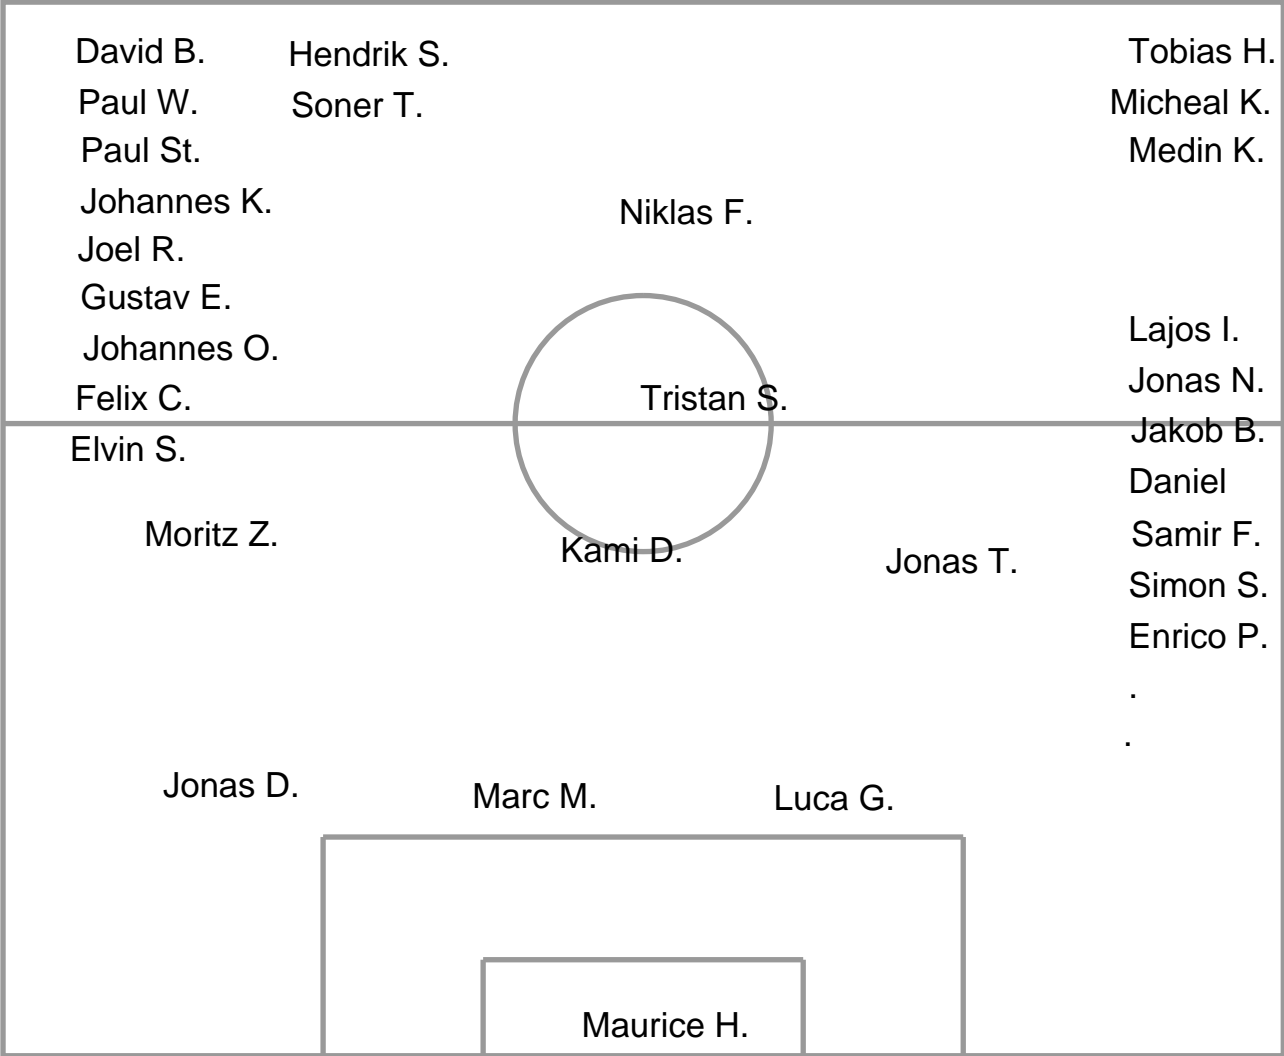 David B.
Hendrik S.
Tobias H.
Paul W.
Soner T.
Micheal K.
Paul St.
Medin K.
Johannes K.
Niklas F.
Joel R.
Gustav E.
Lajos I.
Johannes O.
Jonas N.
Felix C.
Tristan S.
Jakob B.
Elvin S.
Daniel
Moritz Z.
Samir F.
Kami D.
Jonas T.
Simon S.
Enrico P.
.
.
Jonas D.
Marc M.
Luca G.
Maurice H.